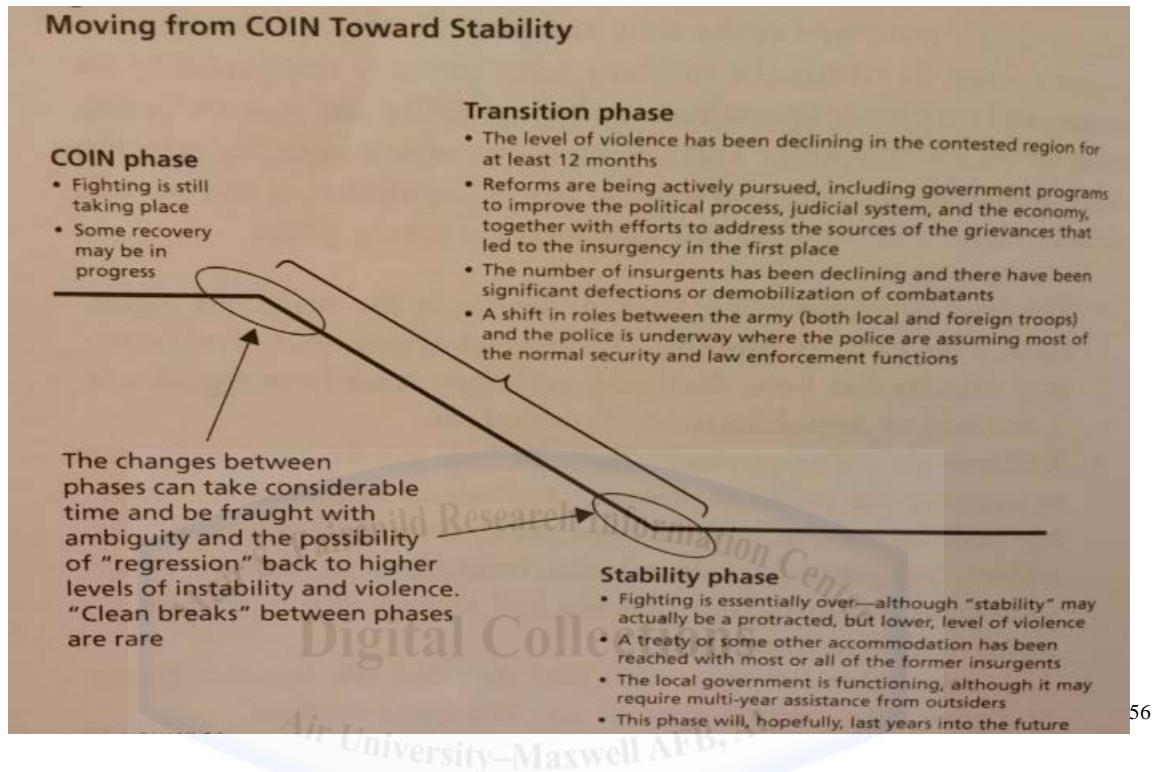 Moving from COIN Toward Stability
COIN phase
• Fighting is still
taking place
• Some recovery
may be in
progress
Transition phase
• The level of violence has been declining in the contested region for
at least 12 months
• Reforms are being actively pursued, including government programs
to improve the political process, judicial system, and the economy,
together with efforts to address the sources of the grievances that
led to the insurgency in the first place
• The number of insurgents has been declining and there have been
significant defections or demobilization of combatants
• A shift in roles between the army (both local and foreign troops)
and the police is underway where the police are assuming most of
the normal security and law enforcement functions
The changes between
phases can take considerable
time and be fraught with
ambiguity and the possibility
of “regression” back to higher
levels of instability and violence.
“Clean breaks” between phases
are rare
Stability phase
• Fighting is essentially over—although “stability” may
actually be a protracted, but lower, level of violence
• A treaty or some other accommodation has been
reached with most or all of the former insurgents
• The local government is functioning, although it may
require multi-year assistance from outsiders
• This phase will, hopefully, last years into the future
56
Research Information Center
Digital Collections
Air University–Maxwell AFB,